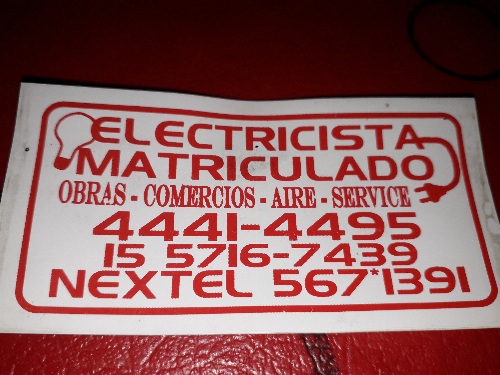 ELECTRICISTA
MATRICULADO
OBRAS - COMERCIOS - AIRE - SERVICE
4441-4495
15 5716-7439
NEXTEL 567*1391